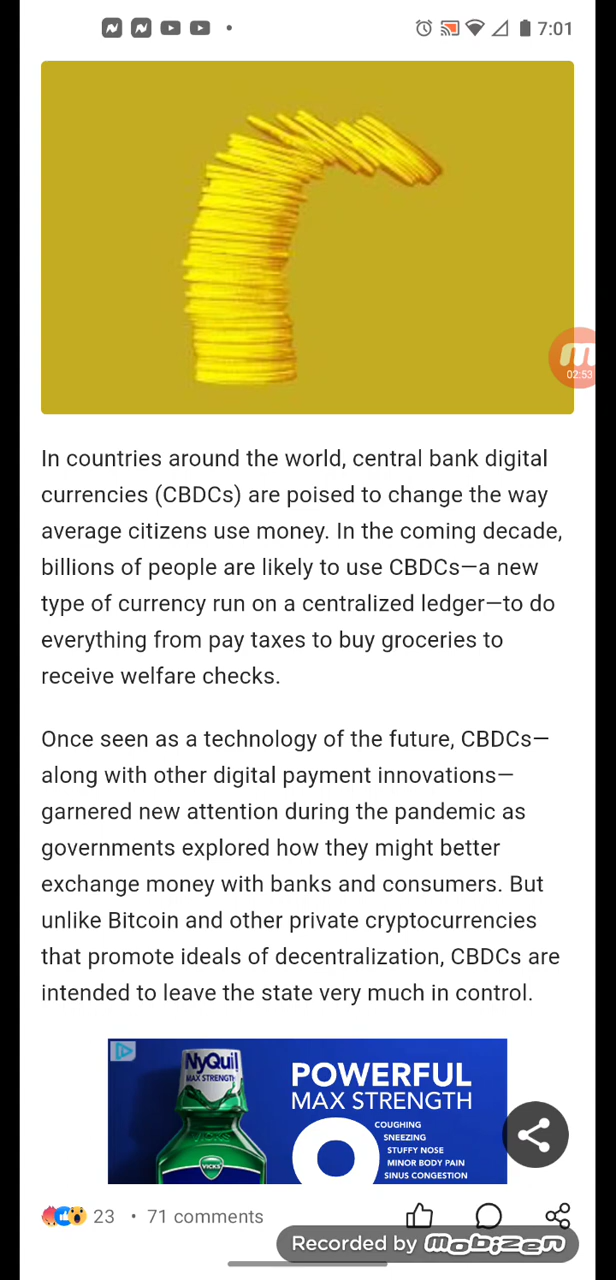 7:01
02:53
In countries around the world, central bank digital
currencies (CBDCs) are poised to change the way
average citizens use money. In the coming decade,
billions of people are likely to use CBDCs—a new
type of currency run on a centralized ledger—to do
everything from pay taxes to buy groceries to
receive welfare checks.
Once seen as a technology of the future, CBDCs—
along with other digital payment innovations—
garnered new attention during the pandemic as
governments explored how they might better
exchange money with banks and consumers. But
unlike Bitcoin and other private cryptocurrencies
that promote ideals of decentralization, CBDCs are
intended to leave the state very much in control.
NyQuil
MAX STRENGTH
VICKS
POWERFUL
MAX STRENGTH
COUGHING
SNEEZING
STUFFY NOSE
MINOR BODY PAIN
SINUS CONGESTION
23 • 71 comments
Recorded by mobizen